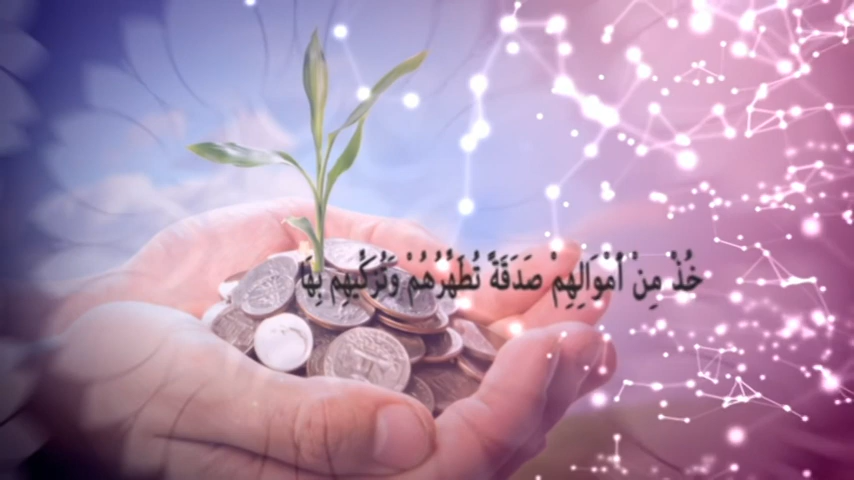 خُذْ مِنْ أَمْوَالِهِمْ صَدَقَةً تُطَهِّرُهُمْ وَتُزَكِّيهِم بِهَا